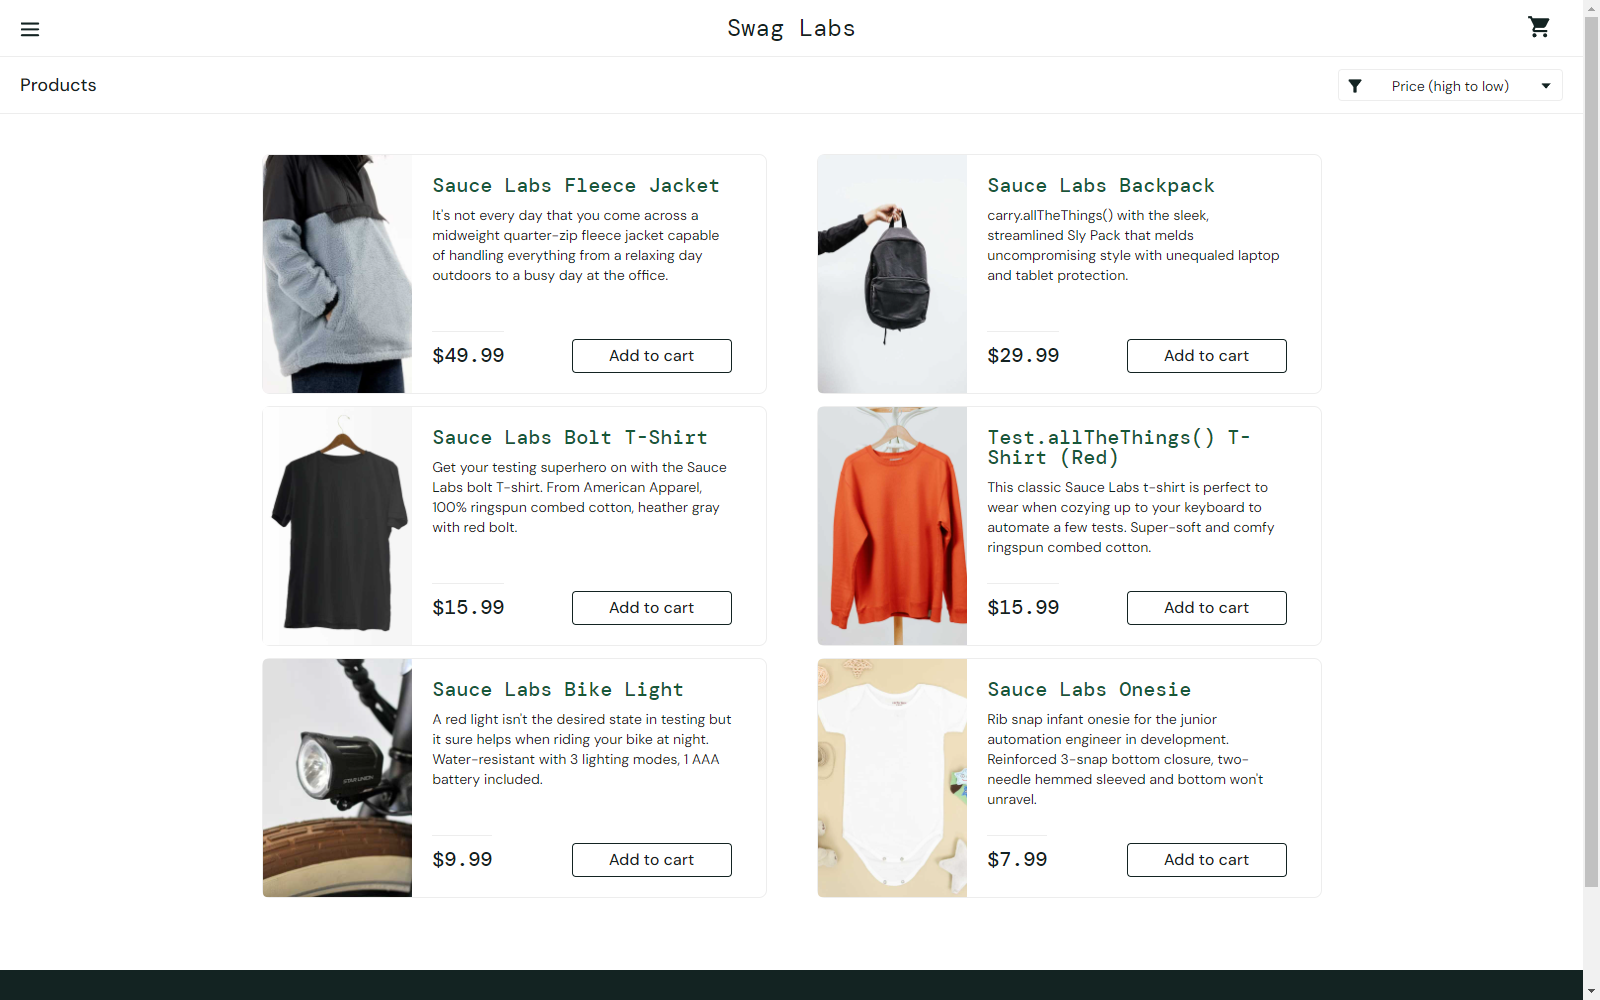 Swag Labs
Products
Price (high to low)
Sauce Labs Fleece Jacket
It's not every day that you come across a
midweight quarter-zip fleece jacket capable
of handling everything from a relaxing day
outdoors to a busy day at the office.
$49.99
Add to cart
Sauce Labs Backpack
carry.allTheThings() with the sleek,
streamlined Sly Pack that melds
uncompromising style with unequaled laptop
and tablet protection.
$29.99
Add to cart
Sauce Labs Bolt T-Shirt
Get your testing superhero on with the Sauce
Labs bolt T-shirt. From American Apparel,
100% ringspun combed cotton, heather gray
with red bolt.
$15.99
Add to cart
Test.allTheThings() T-
Shirt (Red)
This classic Sauce Labs t-shirt is perfect to
wear when cozying up to your keyboard to
automate a few tests. Super-soft and comfy
ringspun combed cotton.
$15.99
Add to cart
Sauce Labs Bike Light
A red light isn't the desired state in testing but
it sure helps when riding your bike at night.
Water-resistant with 3 lighting modes, 1 AAA
battery included.
$9.99
Add to cart
Sauce Labs Onesie
Rib snap infant onesie for the junior
automation engineer in development.
Reinforced 3-snap bottom closure, two-
needle hemmed sleeved and bottom won't
unravel.
$7.99
Add to cart